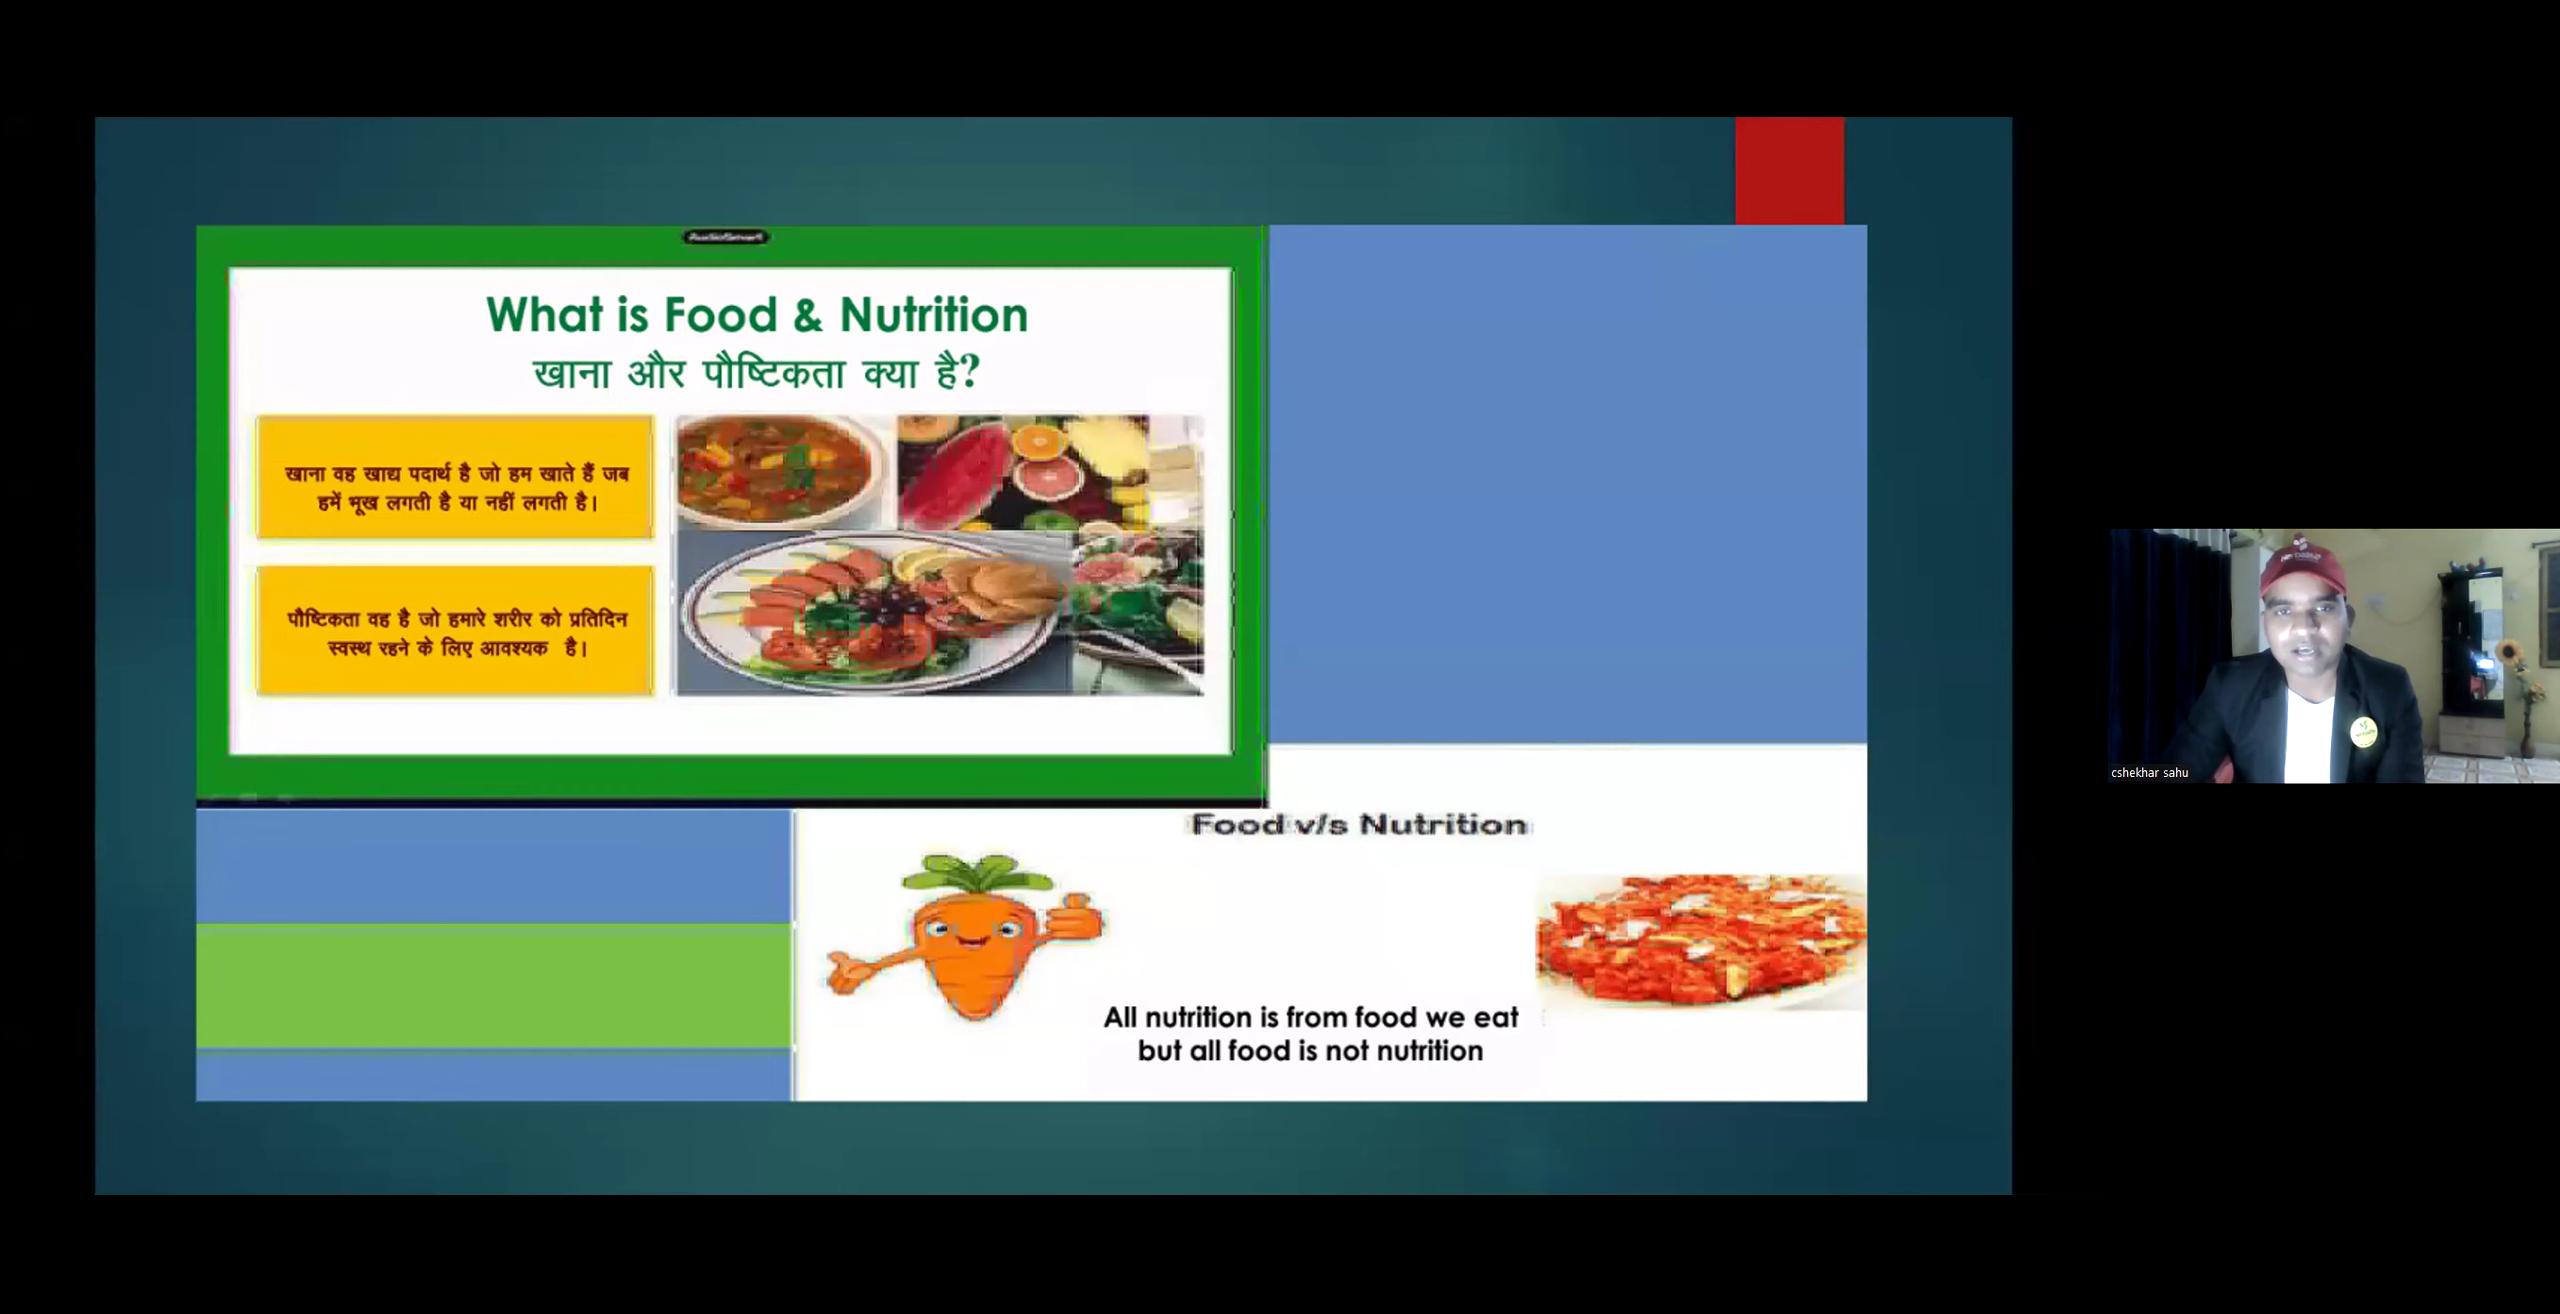 What is Food & Nutrition
खाना और पौष्टिकता क्या है?
खाना वह खाद्य पदार्थ है जो हम खाते हैं जब
हमें भूख लगती है या नहीं लगती है।
पौष्टिकता वह है जो हमारे शरीर को प्रतिदिन
स्वस्थ रहने के लिए आवश्यक है।
Food v/s Nutrition
All nutrition is from food we eat
but all food is not nutrition
cshekhar sahu